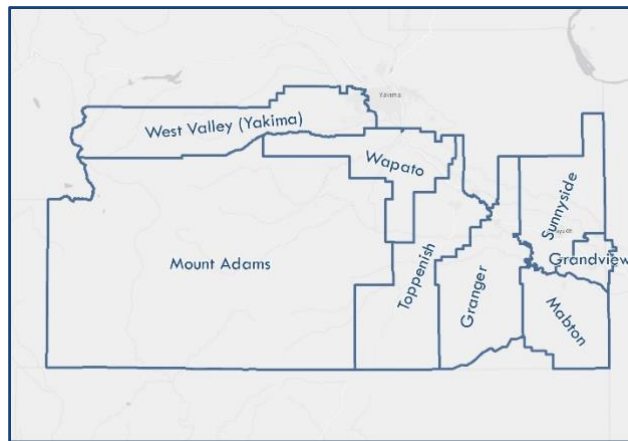 Yakima
West Valley (Yakima)
Wapato
Sunnyside
Grandview
Mount Adams
Toppenish
Granger
Mabton